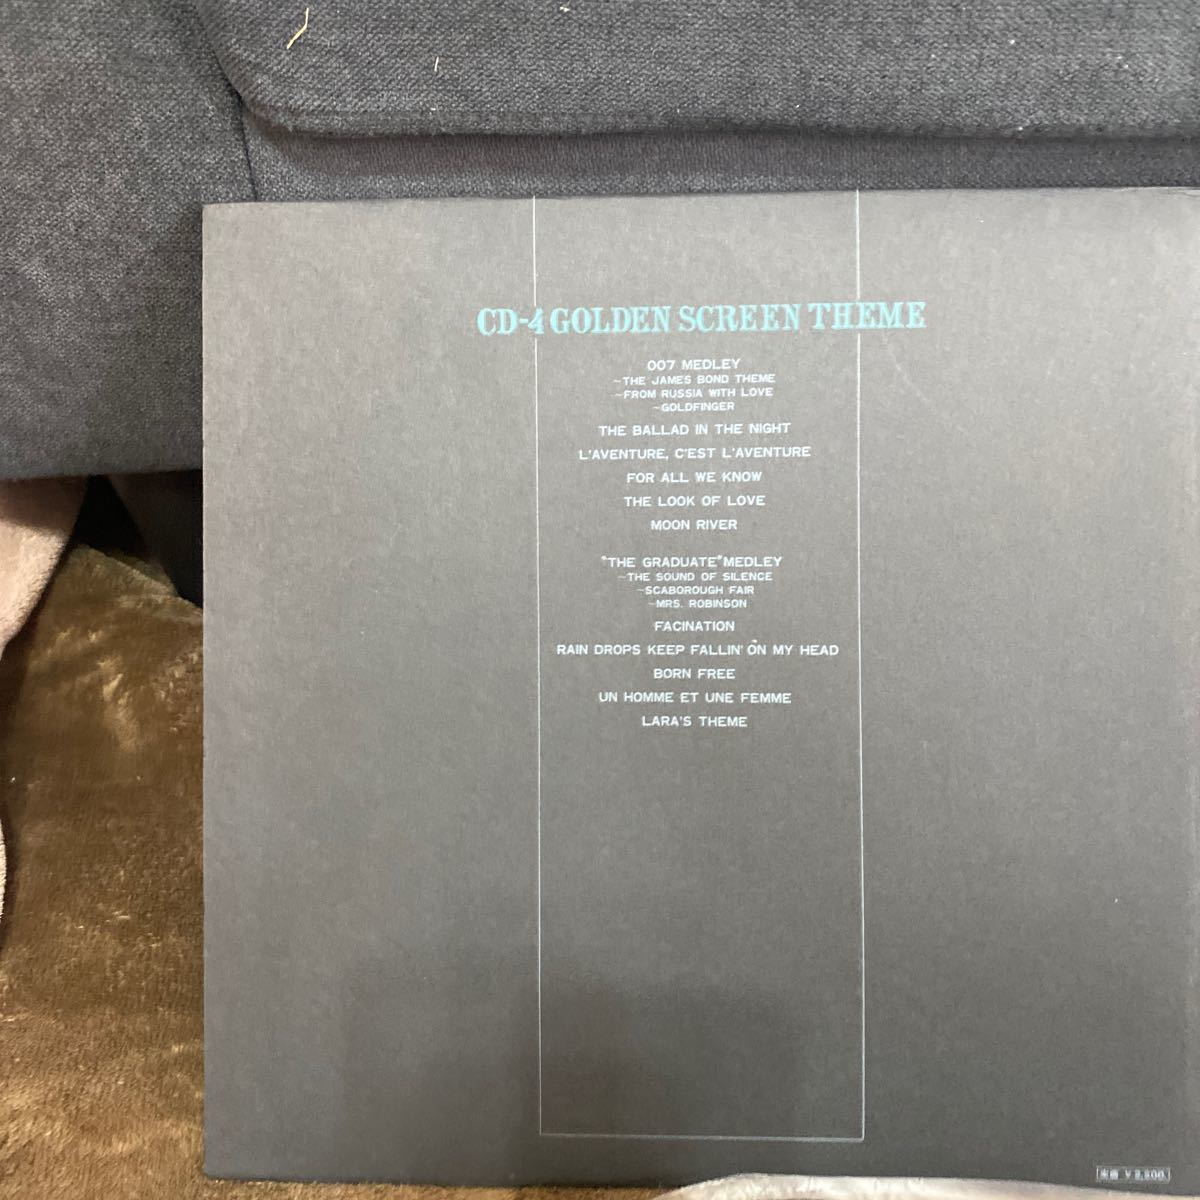 CD-4 GOLDEN SCREEN THEME
007 MEDLEY
~THE JAMES BOND THEME
~FROM RUSSIA WITH LOVE
~GOLDFINGER
THE BALLAD IN THE NIGHT
L'AVENTURE, C'EST L'AVENTURE
FOR ALL WE KNOW
THE LOOK OF LOVE
MOON RIVER
"THE GRADUATE" MEDLEY
~THE SOUND OF SILENCE
~SCABOROUGH FAIR
~MRS. ROBINSON
FACINATION
RAIN DROPS KEEP FALLIN' ON MY HEAD
BORN FREE
UN HOMME ET UNE FEMME
LARA'S THEME